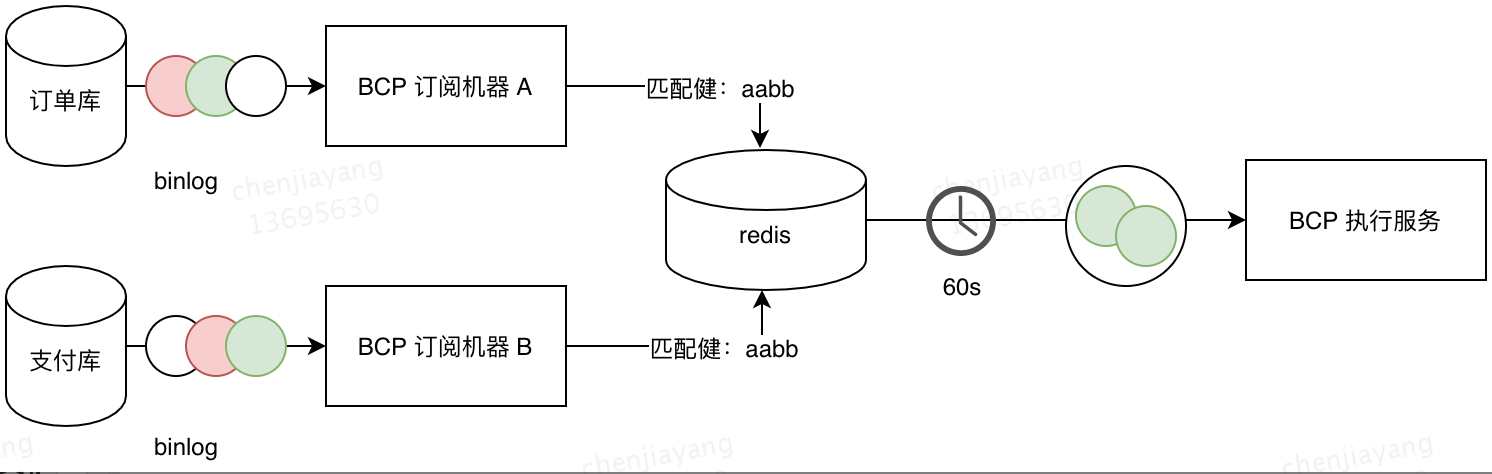 订单库
binlog
BCP 订阅机器 A
匹配健：aabb
chenjiayang
13695630
redis
60s
chenjiayang
BCP 执行服务
支付库
binlog
BCP 订阅机器 B
匹配健：aabb
chenjiayang
chenjiayang